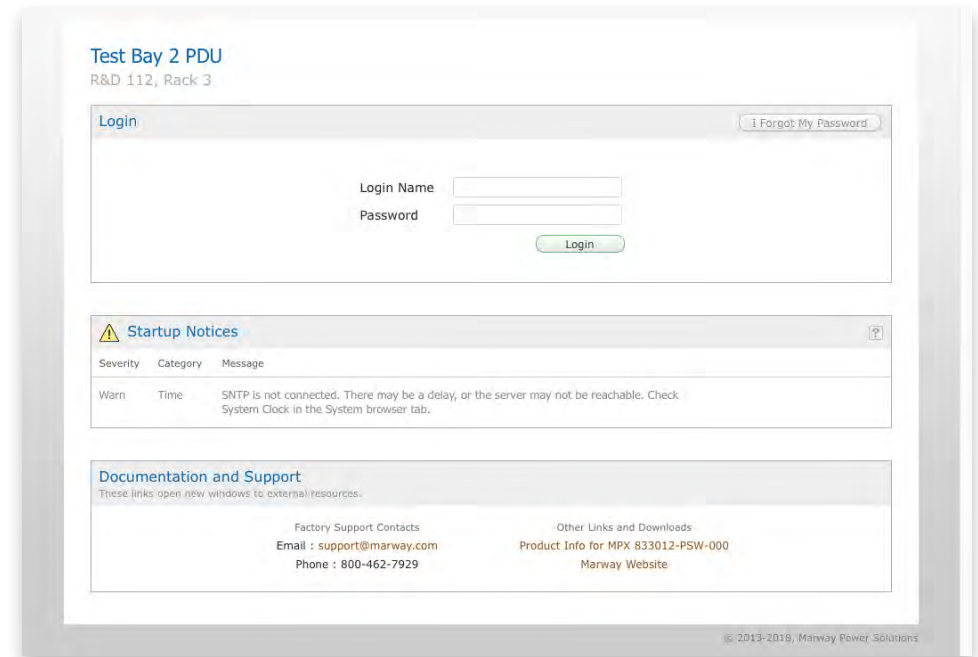 Test Bay 2 PDU
R&D 112, Rack 3
Login
I Forgot My Password
Login Name
Password
Login
Startup Notices
?
Severity Category Message
Warn Time SNTP is not connected. There may be a delay, or the server may not be reachable. Check
System Clock in the System browser tab.
Documentation and Support
These links open new windows to external resources.
Factory Support Contacts
Email : support@marway.com
Phone : 800-462-7929
Other Links and Downloads
Product Info for MPX 833012-PSW-000
Marway Website
© 2013-2018, Marway Power Solutions